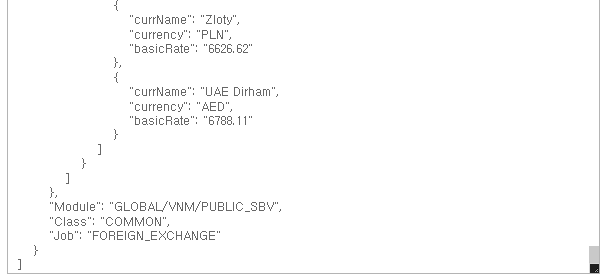 {
"currName": "Zloty",
"currency": "PLN",
"basicRate": "6626.62"
},
{
"currName": "UAE Dirham",
"currency": "AED",
"basicRate": "6788.11"
}
]
}
]
},
"Module": "GLOBAL/VNM/PUBLIC_SBV",
"Class": "COMMON",
"Job": "FOREIGN_EXCHANGE"
}
]